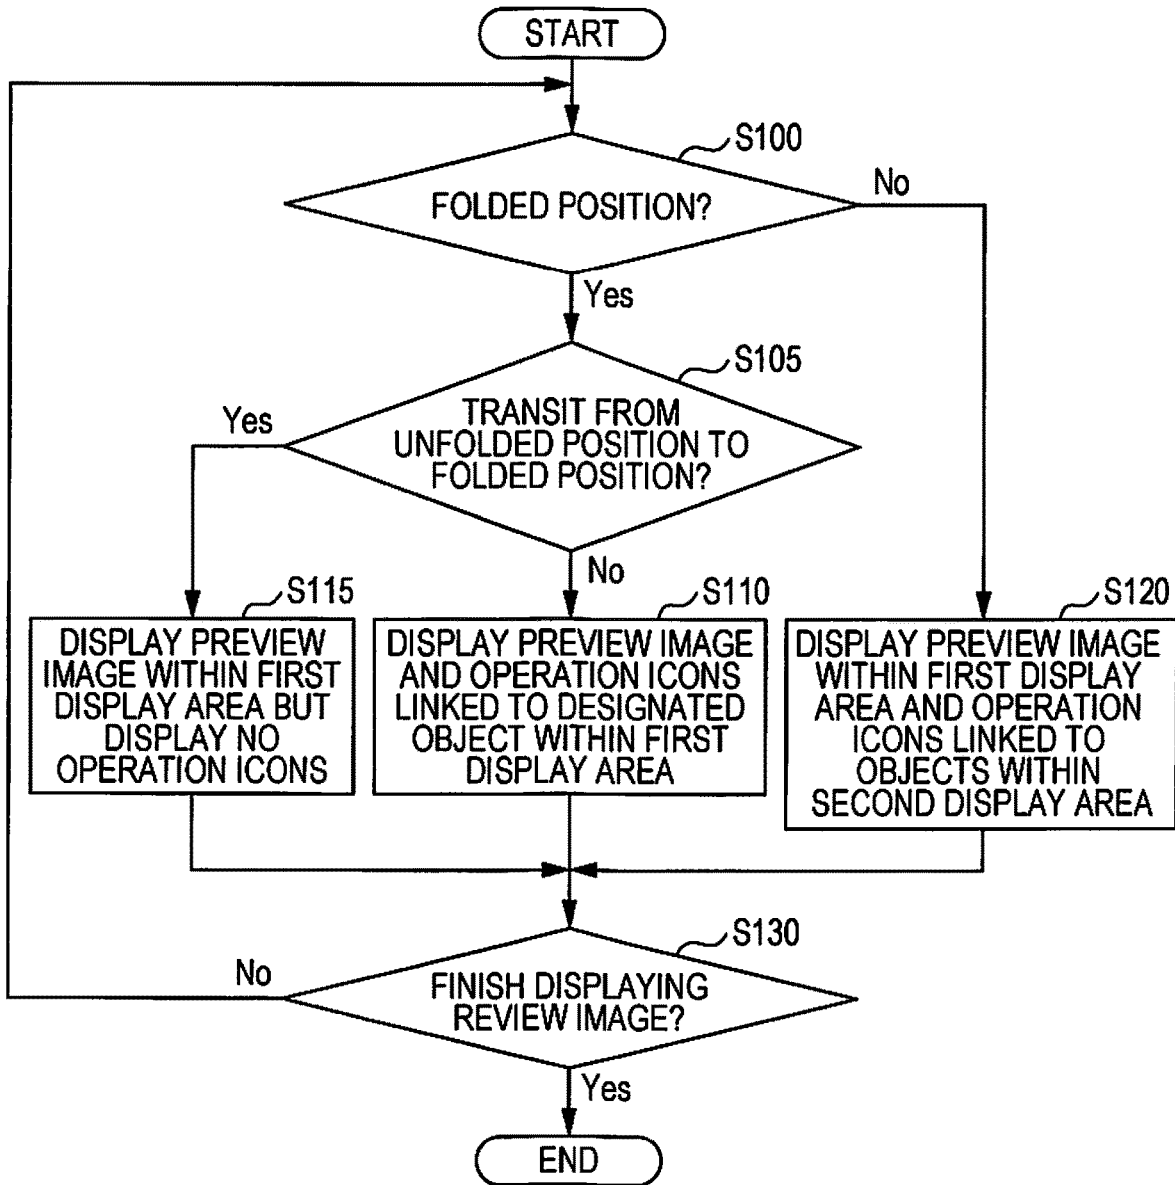 START
S100
FOLDED POSITION?
No
Yes
S105
TRANSIT FROM
UNFOLDED POSITION TO
FOLDED POSITION?
Yes
No
S115
DISPLAY PREVIEW
IMAGE WITHIN FIRST
DISPLAY AREA BUT
DISPLAY NO
OPERATION ICONS
S110
DISPLAY PREVIEW IMAGE
AND OPERATION ICONS
LINKED TO DESIGNATED
OBJECT WITHIN FIRST
DISPLAY AREA
S120
DISPLAY PREVIEW IMAGE
WITHIN FIRST DISPLAY
AREA AND OPERATION
ICONS LINKED TO
OBJECTS WITHIN
SECOND DISPLAY AREA
S130
No
FINISH DISPLAYING
REVIEW IMAGE?
Yes
END